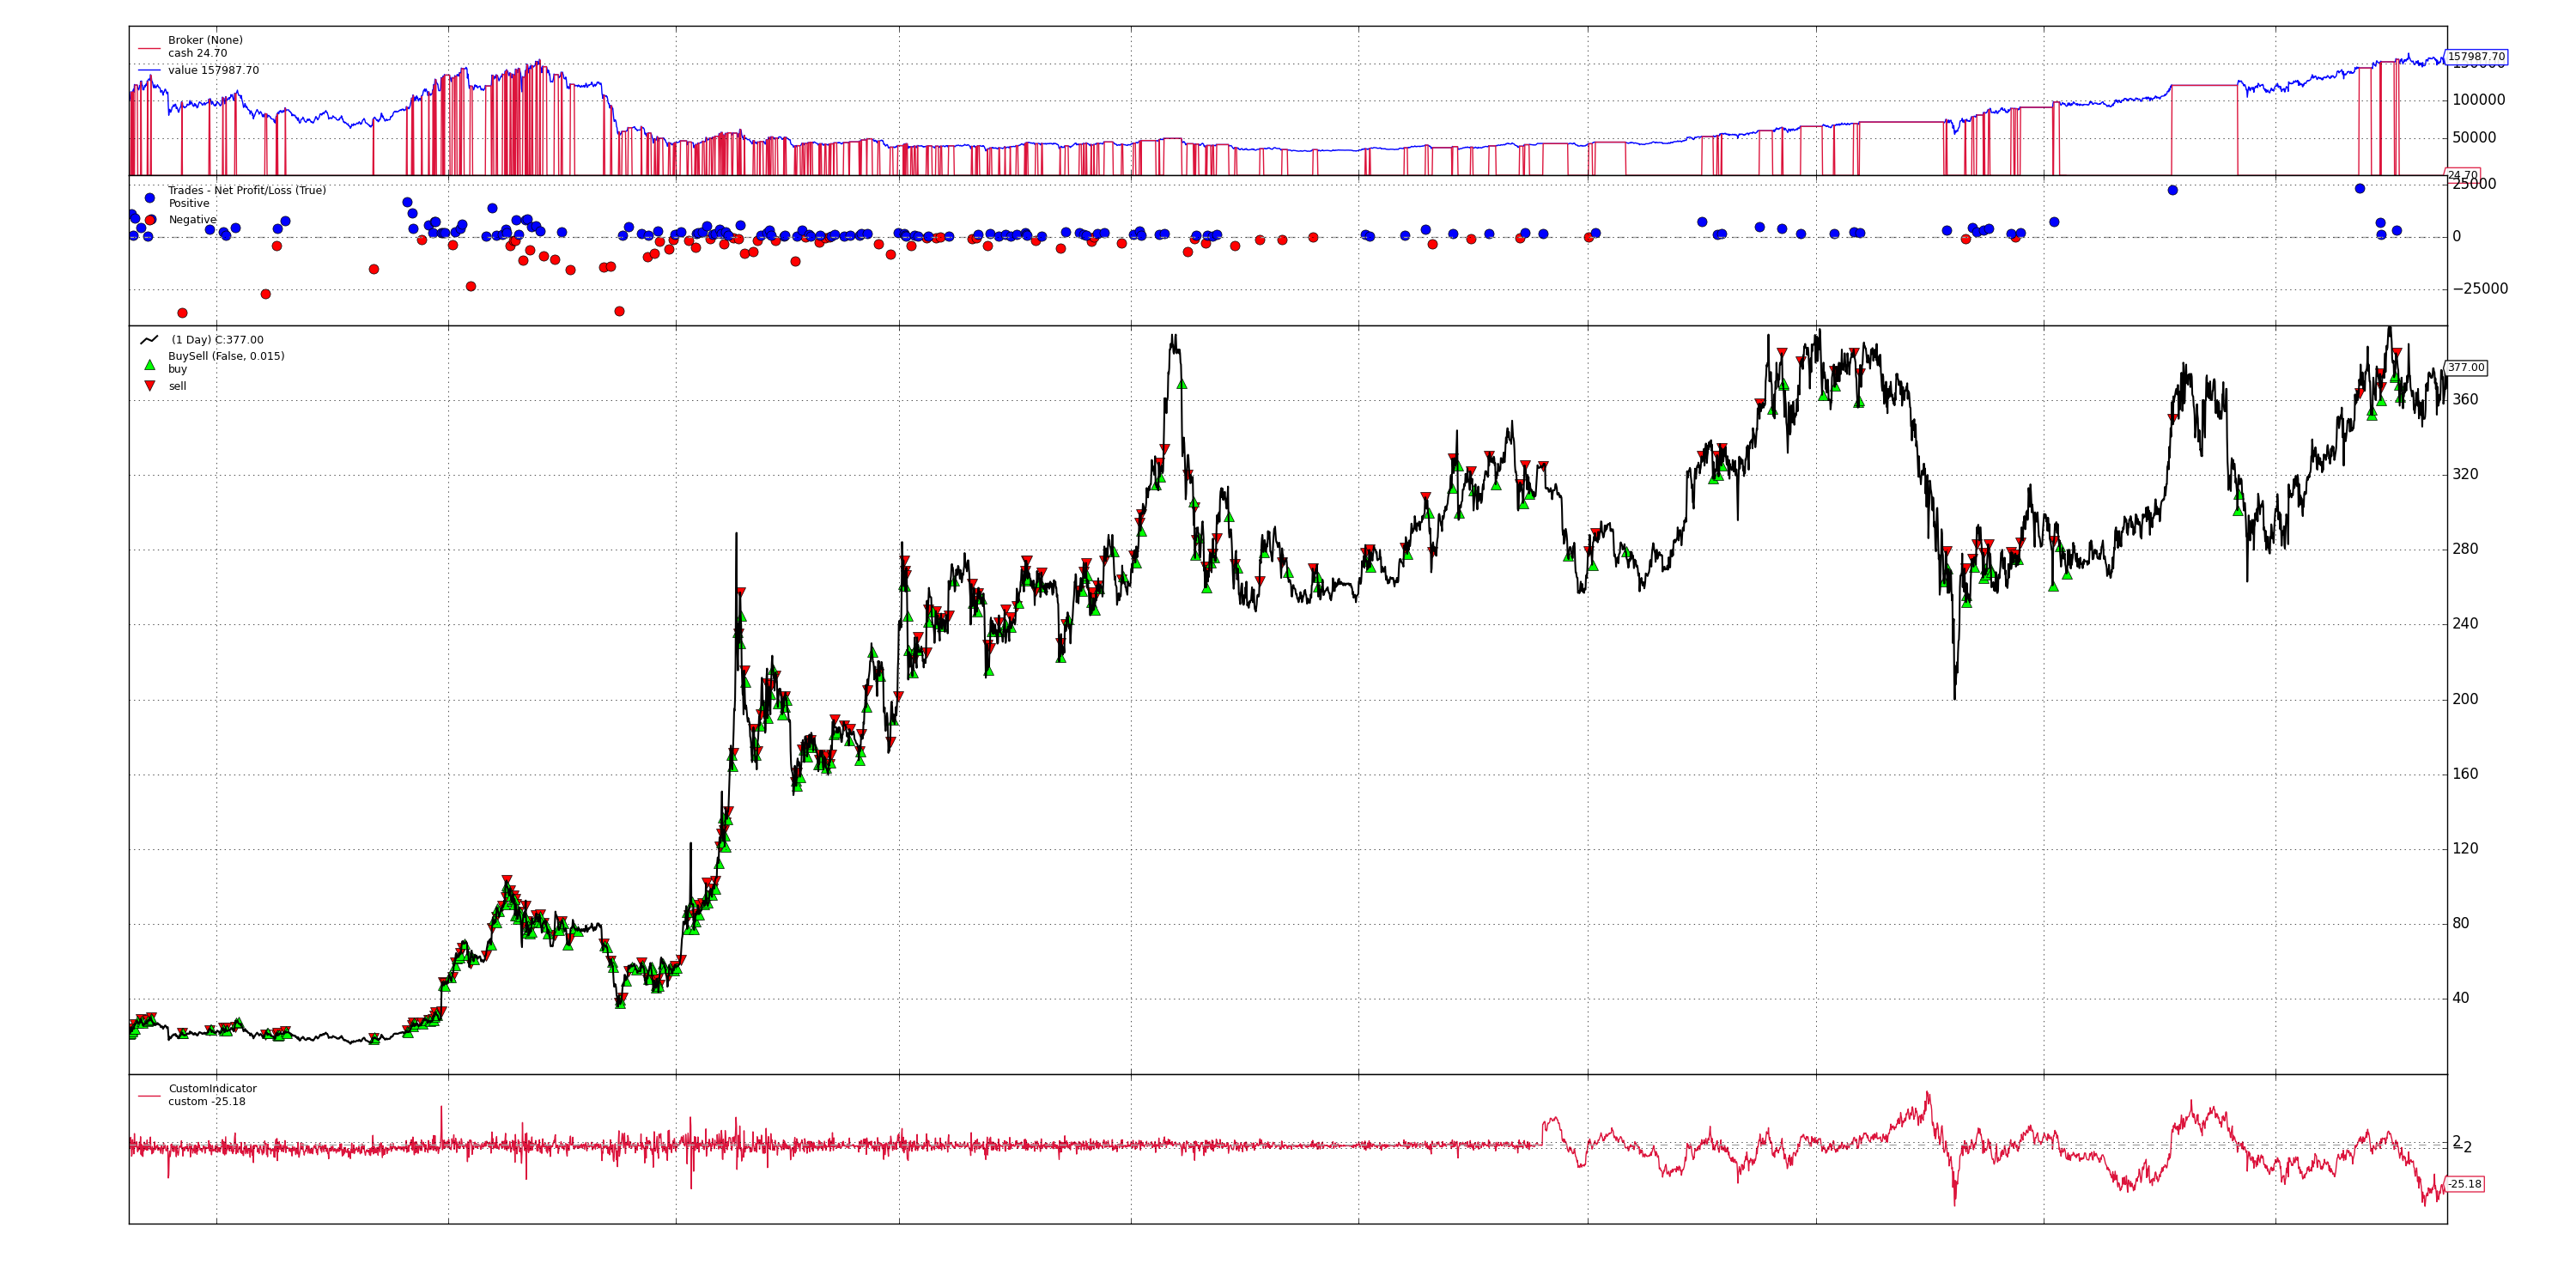 Broker (None)
cash 24.70
value 157987.70
157987.70
150000
100000
50000
24.70
Trades - Net Profit/Loss (True)
Positive
Negative
25000
0
−25000
(1 Day) C:377.00
BuySell (False, 0.015)
buy
sell
377.00
360
320
280
240
200
160
120
80
40
CustomIndicator
custom -25.18
2
−2
-25.18